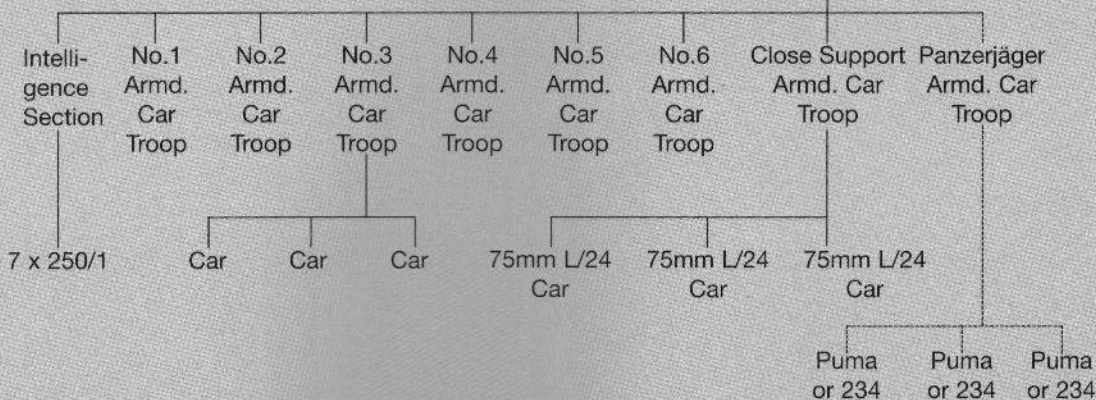 Intelli-
gence
Section
No.1
Armd.
Car
Troop
No.2
Armd.
Car
Troop
No.3
Armd.
Car
Troop
No.4
Armd.
Car
Troop
No.5
Armd.
Car
Troop
No.6
Armd.
Car
Troop
Close Support
Armd. Car
Troop
Panzerjäger
Armd. Car
Troop
7 x 250/1
Car
Car
Car
75mm L/24
Car
75mm L/24
Car
75mm L/24
Car
Puma
or 234
Puma
or 234
Puma
or 234